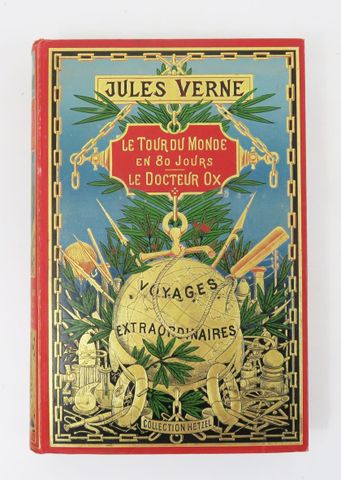 JULES VERNE
LE TOUR DU MONDE
EN 80 JOURS
LE DOCTEUR OX
VOYAGES
EXTRAORDINAIRES
COLLECTION HETZEL